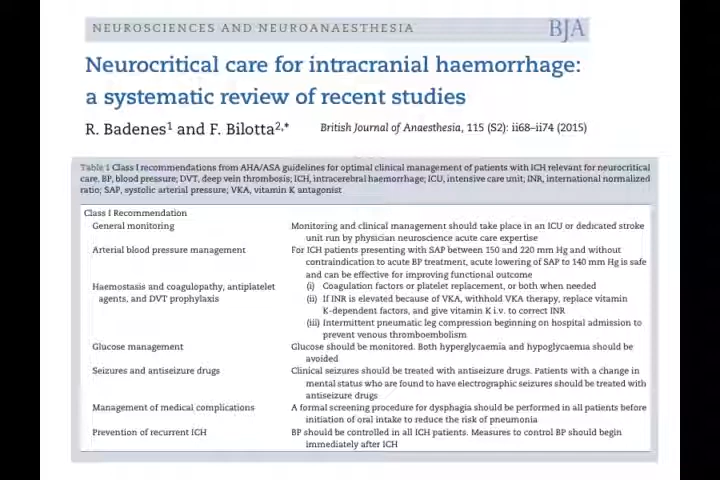 NEUROSCIENCES AND NEUROANAESTHESIA
BJA
Neurocritical care for intracranial haemorrhage:
a systematic review of recent studies
R. Badenes1 and F. Bilotta2,*
British Journal of Anaesthesia, 115 (S2): ii68–ii74 (2015)
Table 1 Class I recommendations from AHA/ASA guidelines for optimal clinical management of patients with ICH relevant for neurocritical
care. BP, blood pressure; DVT, deep vein thrombosis; ICH, intracerebral haemorrhage; ICU, intensive care unit; INR, international normalized
ratio; SAP, systolic arterial pressure; VKA, vitamin K antagonist
Class I Recommendation
General monitoring
Monitoring and clinical management should take place in an ICU or dedicated stroke
unit run by physician neuroscience acute care expertise
Arterial blood pressure management
For ICH patients presenting with SAP between 150 and 220 mm Hg and without
contraindication to acute BP treatment, acute lowering of SAP to 140 mm Hg is safe
and can be effective for improving functional outcome
Haemostasis and coagulopathy, antiplatelet
agents, and DVT prophylaxis
(i) Coagulation factors or platelet replacement, or both when needed
(ii) If INR is elevated because of VKA, withhold VKA therapy, replace vitamin
K-dependent factors, and give vitamin K i.v. to correct INR
(iii) Intermittent pneumatic leg compression beginning on hospital admission to
prevent venous thromboembolism
Glucose management
Glucose should be monitored. Both hyperglycaemia and hypoglycaemia should be
avoided
Seizures and antiseizure drugs
Clinical seizures should be treated with antiseizure drugs. Patients with a change in
mental status who are found to have electrographic seizures should be treated with
antiseizure drugs
Management of medical complications
A formal screening procedure for dysphagia should be performed in all patients before
initiation of oral intake to reduce the risk of pneumonia
Prevention of recurrent ICH
BP should be controlled in all ICH patients. Measures to control BP should begin
immediately after ICH